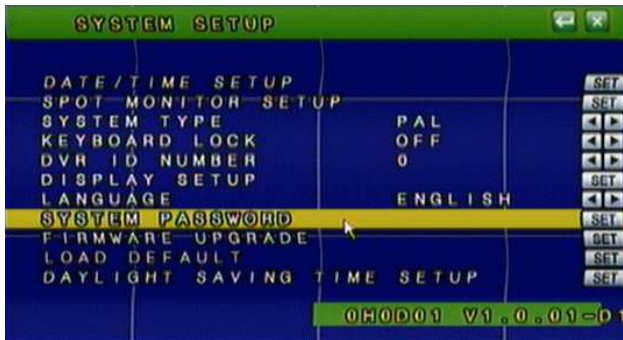 SYSTEM SETUP
DATE/TIME SETUP SET
SPOT MONITOR SETUP SET
SYSTEM TYPE PAL
KEYBOARD LOCK OFF
DVR ID NUMBER 0
DISPLAY SETUP SET
LANGUAGE ENGLISH
SYSTEM PASSWORD SET
FIRMWARE UPGRADE SET
LOAD DEFAULT SET
DAYLIGHT SAVING TIME SETUP SET
0H0D01 V1.0.01-D1